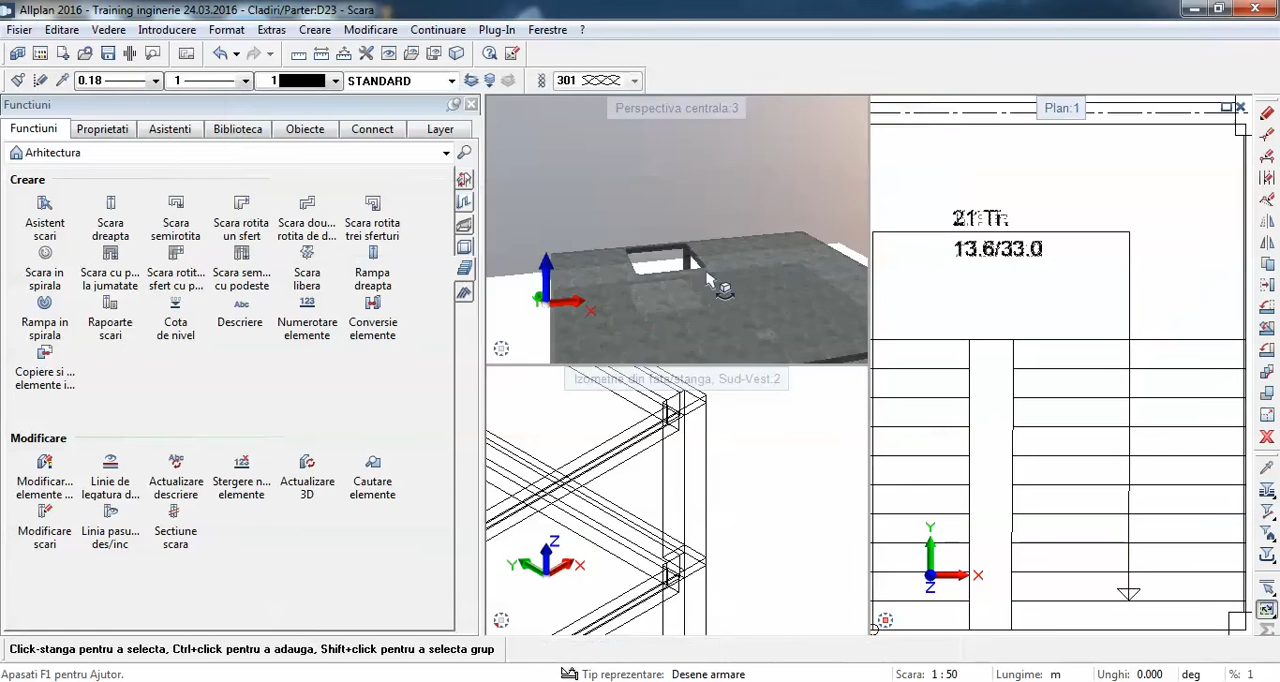 Allplan 2016 - Training inginerie 24.03.2016 - Cladiri/Parter:D23 - Scara
Fisier Editare Vedere Introducere Format Extras Creare Modificare Continuare Plug-In Ferestre ?
0.18 1 1 STANDARD 301
Functiuni
Functiuni Proprietati Asistenti Biblioteca Obiecte Connect Layer
Arhitectura
Creare
Asistent scari
Scara dreapta
Scara semirotita
Scara rotita un sfert
Scara dou... rotita de d...
Scara rotita trei sferturi
Scara in spirala
Scara cu p... la jumatate
Scara rotit... sfert cu p...
Scara sem... cu podeste
Scara libera
Rampa dreapta
Rampa in spirala
Rapoarte scari
Cota de nivel
Abc
Descriere
123
Numerotare elemente
Conversie elemente
Copiere si ... elemente i...
Modificare
Modificar... elemente ...
Linie de legatura d...
Abc
Actualizare descriere
123
Stergere n... elemente
Abc
Actualizare 3D
Cautare elemente
Modificare scari
Linia pasu... des/inc
Sectiune scara
Perspectiva centrala:3
X
Izometrie din fata/stanga, Sud-Vest:2
Z
Y X
Plan:1
21 Tr.
13.6/33.0
Y
X
Z
Click-stanga pentru a selecta, Ctrl+click pentru a adauga, Shift+click pentru a selecta grup
Apasati F1 pentru Ajutor. Tip reprezentare: Desene armare Scara: 1 : 50 Lungime: m Unghi: 0.000 deg %: 1